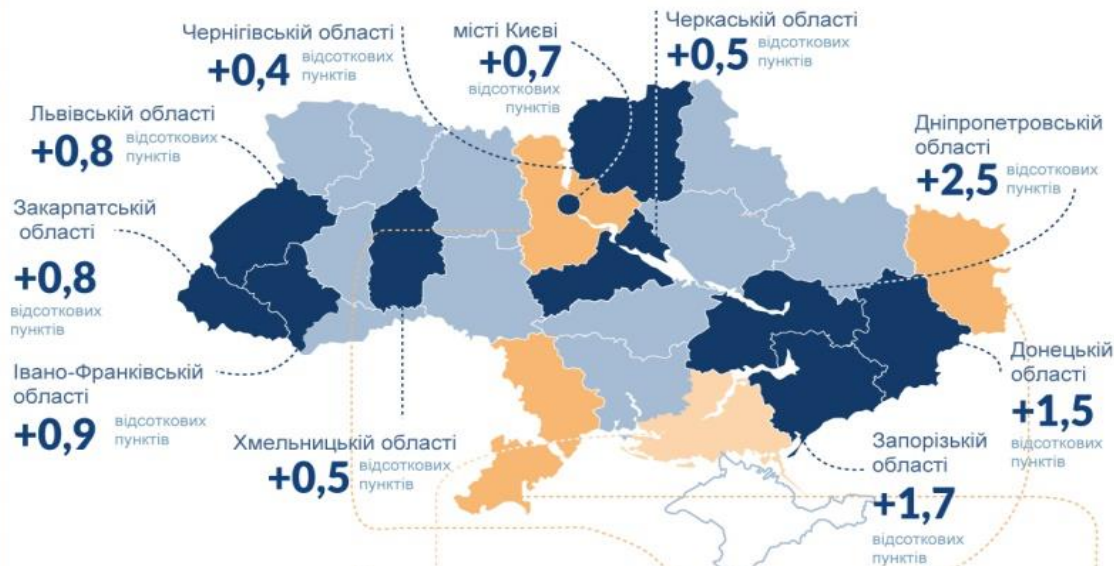 Чернігівській області
+0,4 відсоткових
пунктів
місті Києві
+0,7
відсоткових
пунктів
Черкаській області
+0,5 відсоткових
пунктів
Львівській області
+0,8 відсоткових
пунктів
Дніпропетровській
області
+2,5 відсоткових
пунктів
Закарпатській
області
+0,8
відсоткових
пунктів
Івано-Франківській
області
+0,9 відсоткових
пунктів
Хмельницькій області
+0,5 відсоткових
пунктів
Донецькій
області
+1,5
відсоткових
пунктів
Запорізькій
області
+1,7
відсоткових
пунктів